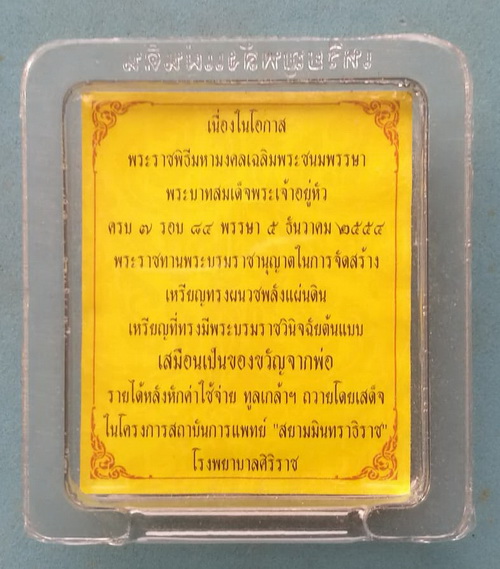 เนื่องในโอกาส
พระราชพิธีมหามงคลเฉลิมพระชนมพรรษา
พระบาทสมเด็จพระเจ้าอยู่หัว
ครบ ๗ รอบ ๘๔ พรรษา ๕ ธันวาคม ๒๕๕๔
พระราชทานพระบรมราชานุญาตในการจัดสร้าง
เหรียญทรงผนวชพลังแผ่นดิน
เหรียญที่ทรงมีพระบรมราชวินิจฉัยต้นแบบ
เสมือนเป็นของขวัญจากพ่อ
รายได้หลังหักค่าใช้จ่าย ทูลเกล้าฯ ถวายโดยเสด็จ
ในโครงการสถาบันการแพทย์ "สยามมินทราธิราช"
โรงพยาบาลศิริราช